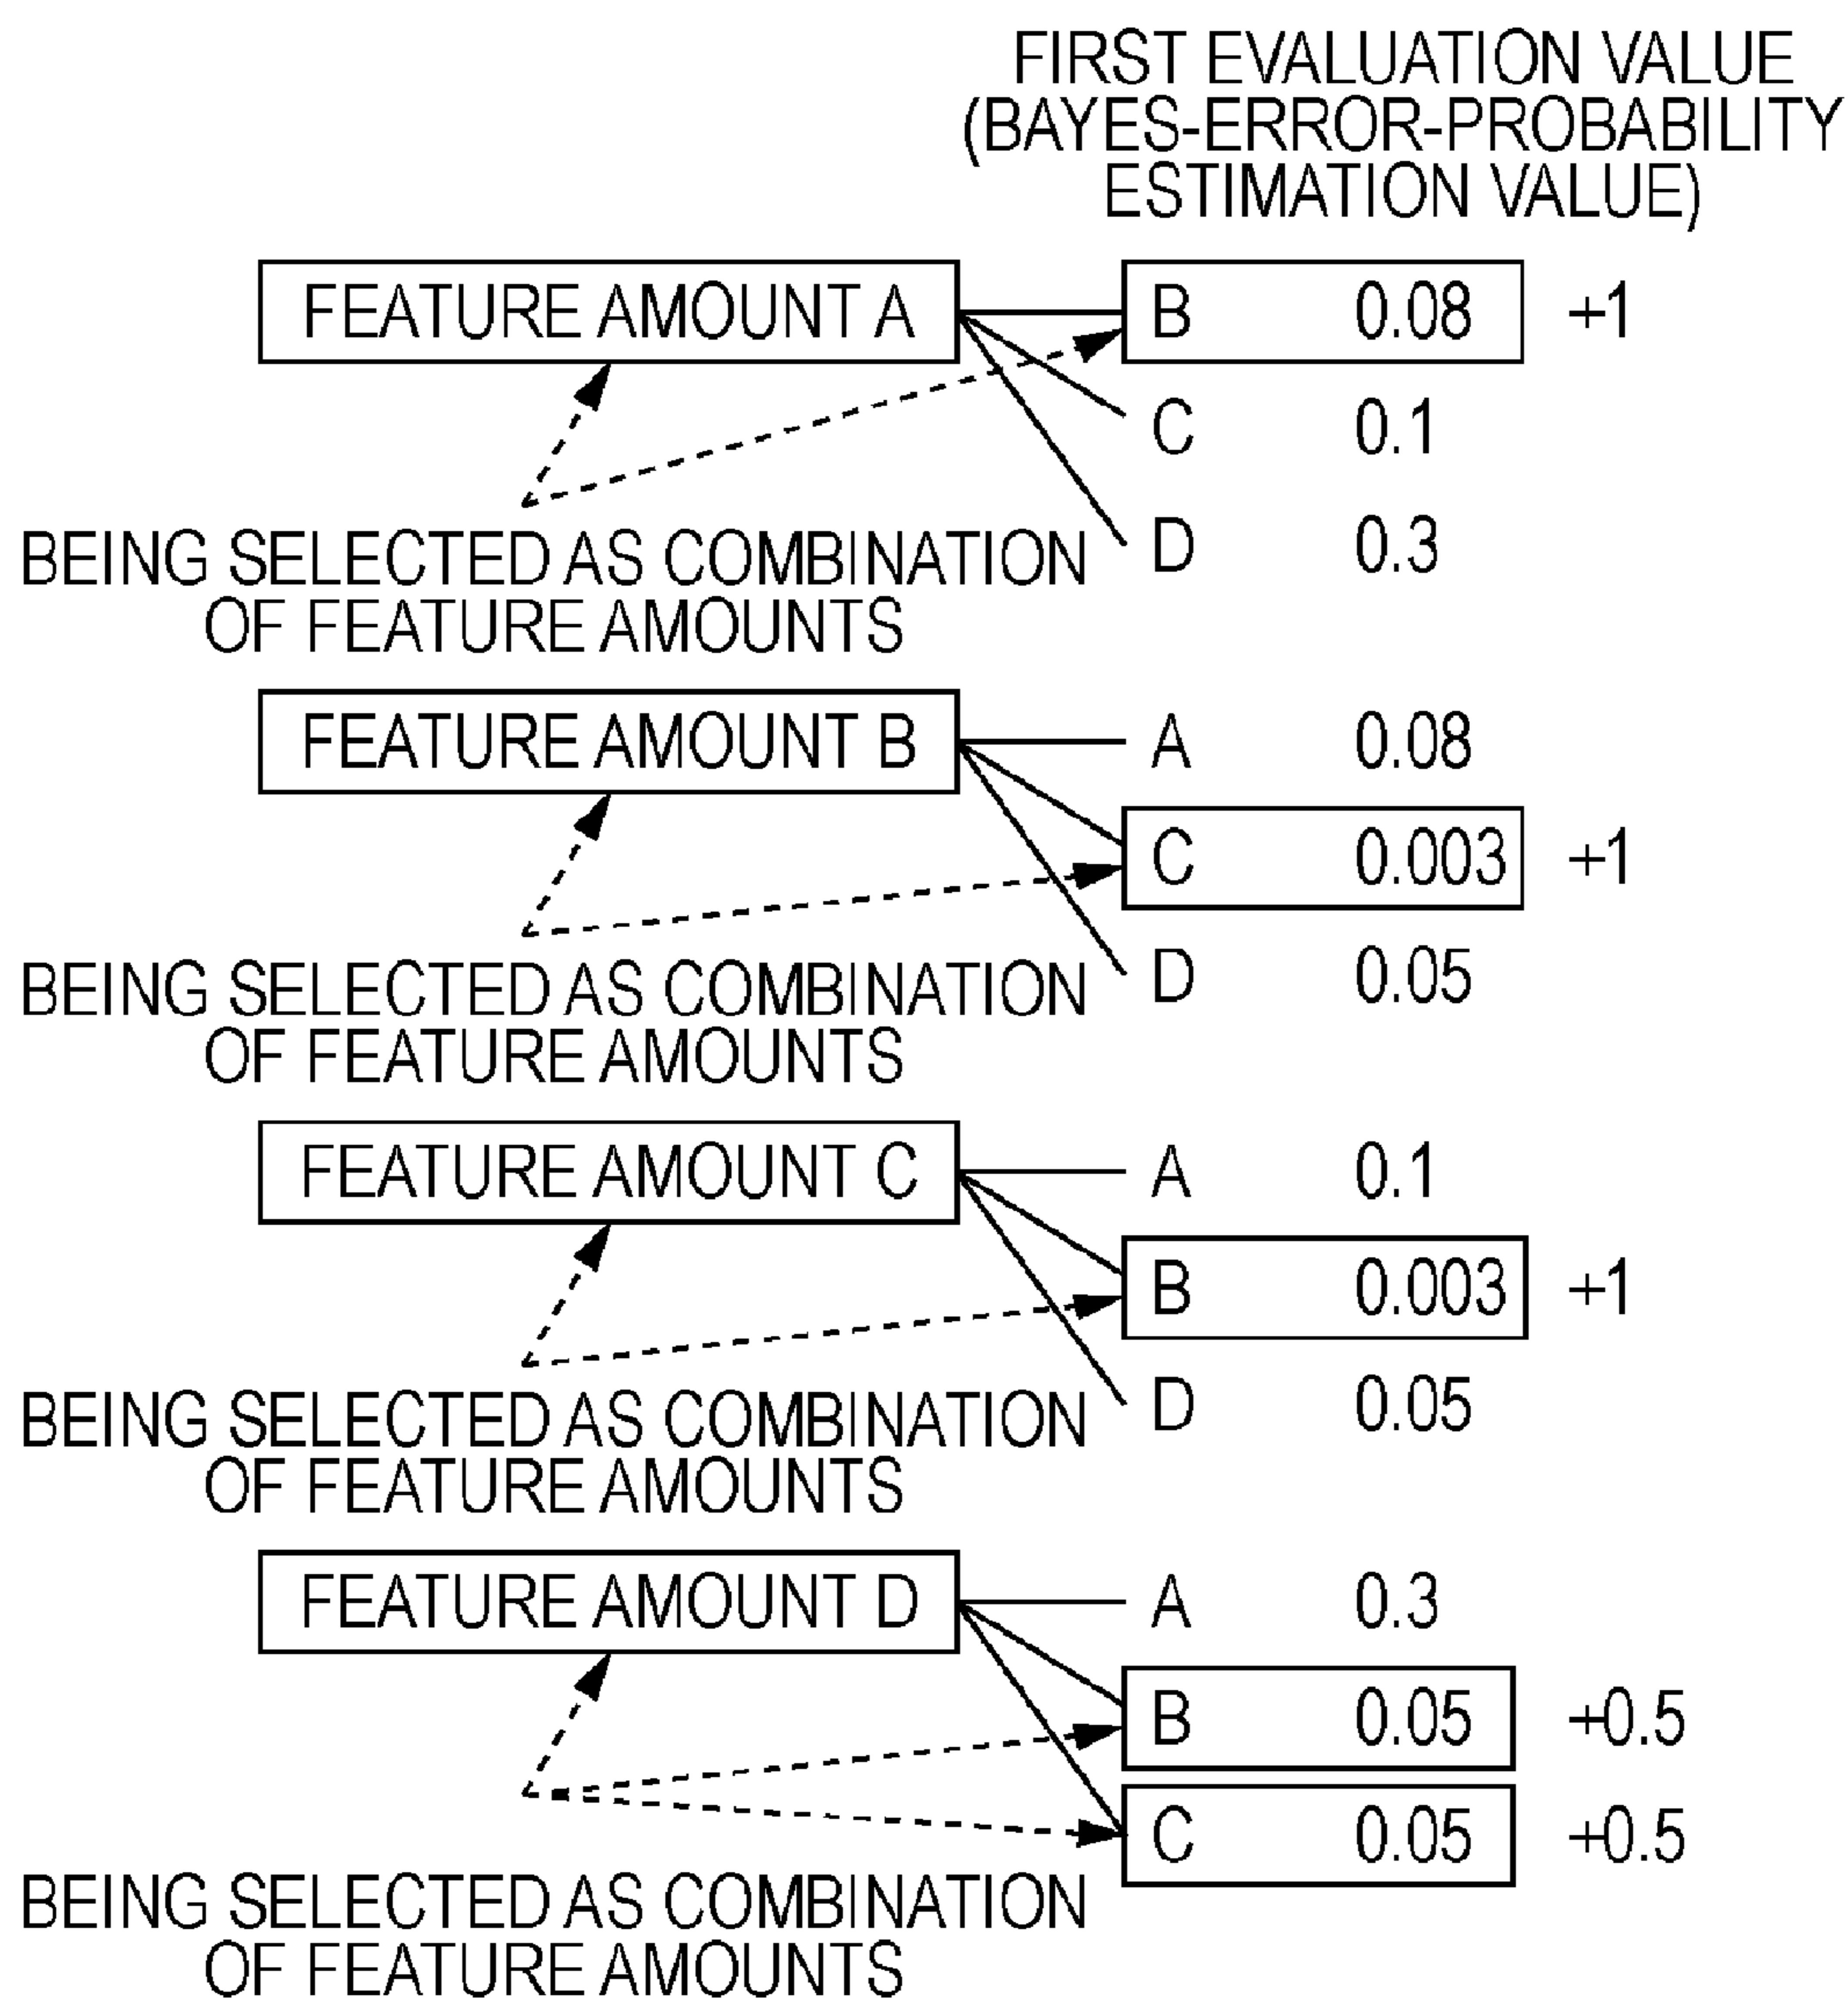 FIRST EVALUATION VALUE
(BAYES-ERROR-PROBABILITY
ESTIMATION VALUE)
FEATURE AMOUNT A B 0.08 +1
C 0.1
D 0.3
BEING SELECTED AS COMBINATION
OF FEATURE AMOUNTS
FEATURE AMOUNT B A 0.08
C 0.003 +1
D 0.05
BEING SELECTED AS COMBINATION
OF FEATURE AMOUNTS
FEATURE AMOUNT C A 0.1
B 0.003 +1
D 0.05
BEING SELECTED AS COMBINATION
OF FEATURE AMOUNTS
FEATURE AMOUNT D A 0.3
B 0.05 +0.5
C 0.05 +0.5
BEING SELECTED AS COMBINATION
OF FEATURE AMOUNTS